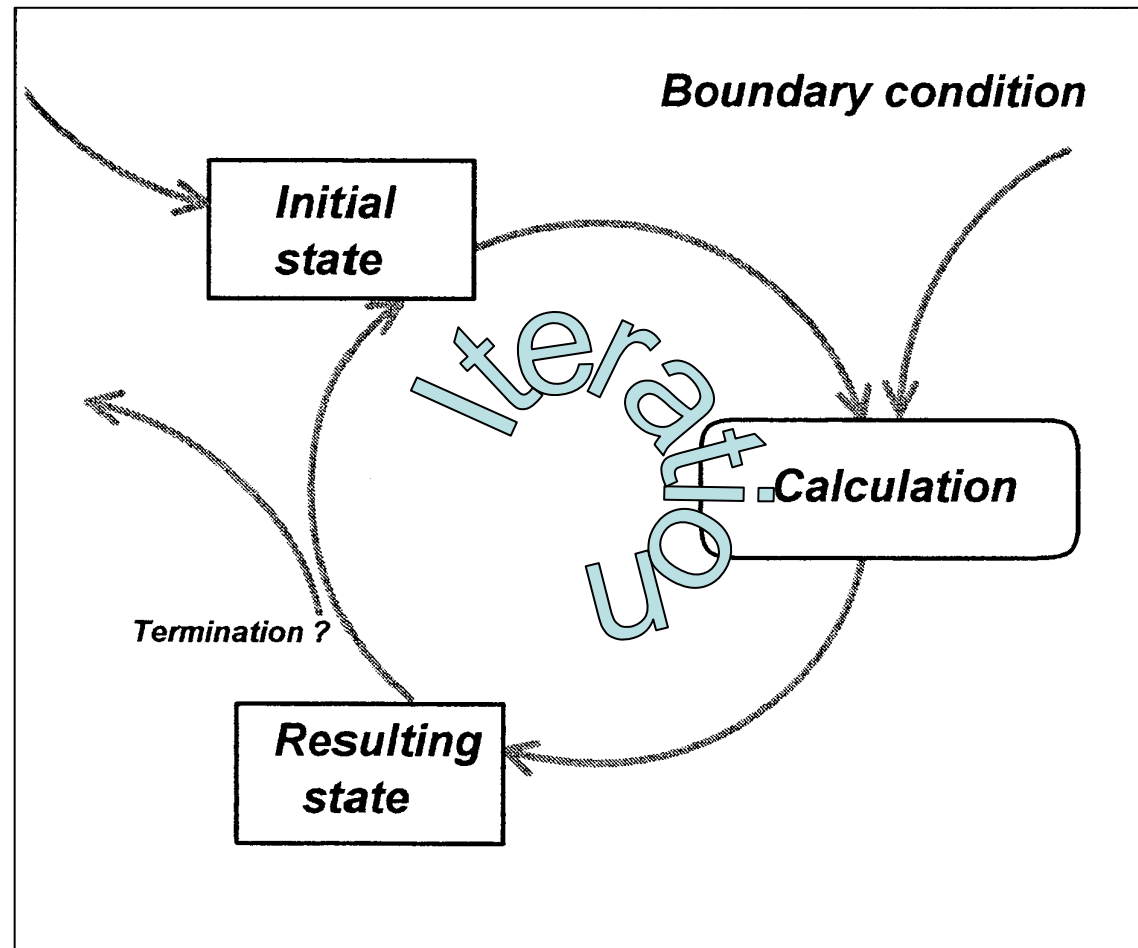 Boundary condition
Initial
state
Iteration
Calculation
Termination ?
Resulting
state